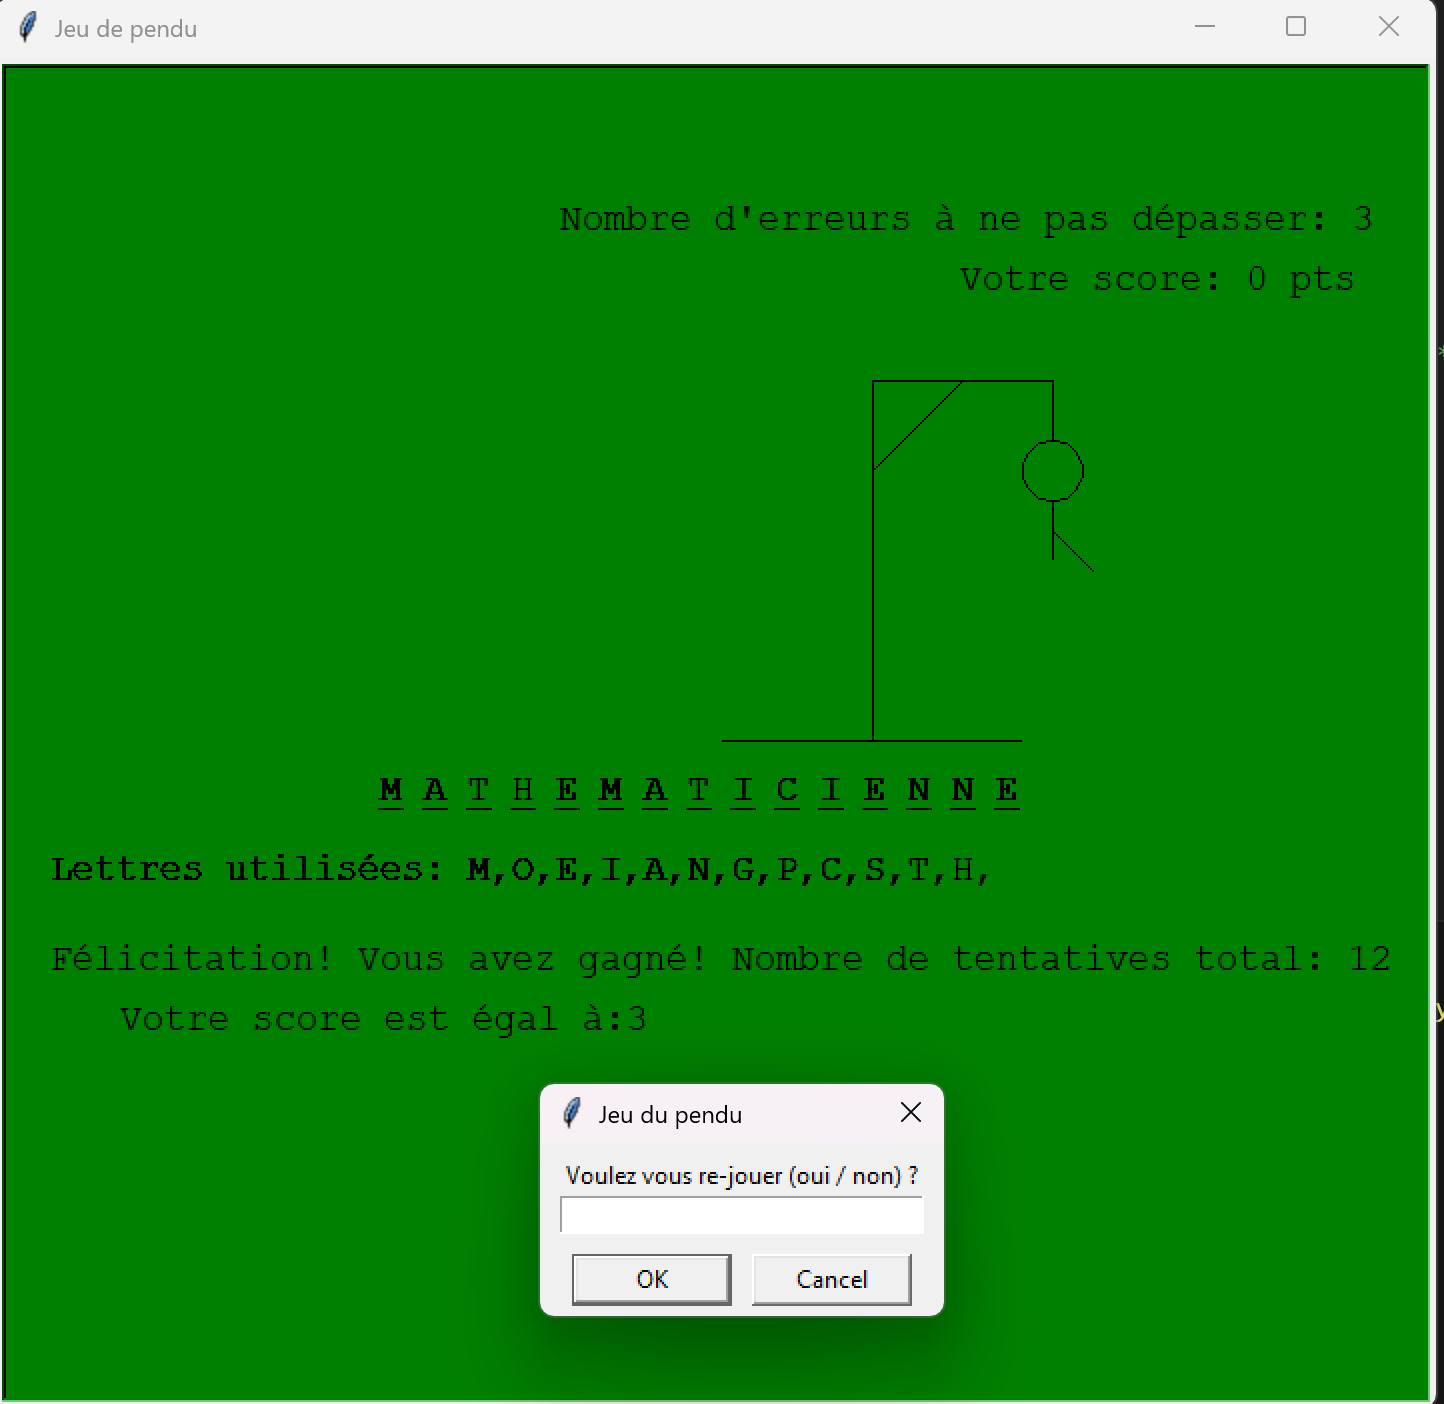 Jeu de pendu
Nombre d'erreurs à ne pas dépasser: 3
Votre score: 0 pts
M A T H E M A T I C I E N N E
Lettres utilisées: M,O,E,I,A,N,G,P,C,S,T,H,
Félicitation! Vous avez gagné! Nombre de tentatives total: 12
Votre score est égal à:3
Jeu du pendu
Voulez vous re-jouer (oui / non) ?
OK Cancel